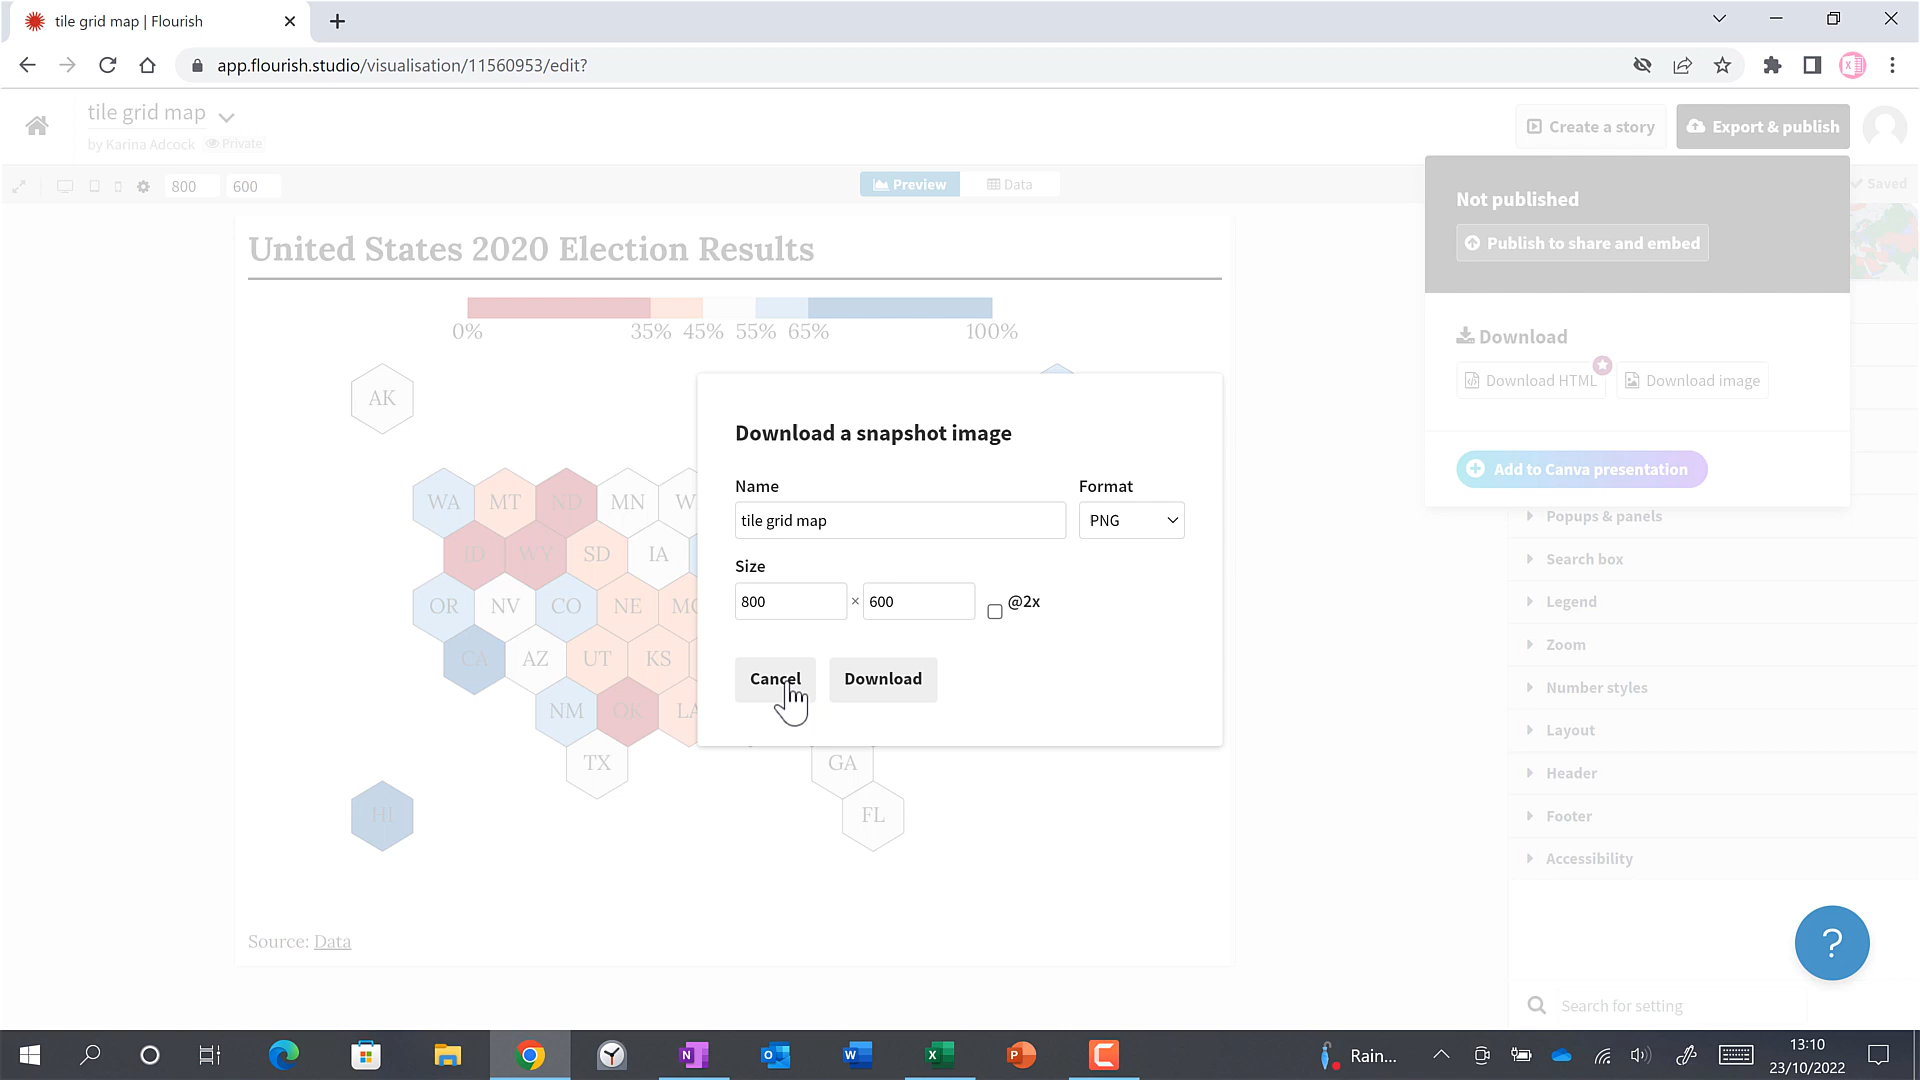 tile grid map | Flourish
app.flourish.studio/visualisation/11560953/edit?
tile grid map
by Karina Adcock Private
Create a story
Export & publish
800 600
Preview
Data
Saved
Not published
Publish to share and embed
Download
Download HTML
Download image
Add to Canva presentation
United States 2020 Election Results
0% 35% 45% 55% 65% 100%
AK
WA MT ND MN
ID WY SD IA
OR NV CO NE
CA AZ UT KS
NM OK LA
TX GA
HI FL
Source: Data
Download a snapshot image
Name Format
tile grid map PNG
Size
800 × 600 @2x
Cancel Download
Popups & panels
Search box
Legend
Zoom
Number styles
Layout
Header
Footer
Accessibility
?
Search for setting
Rain...
13:10
23/10/2022